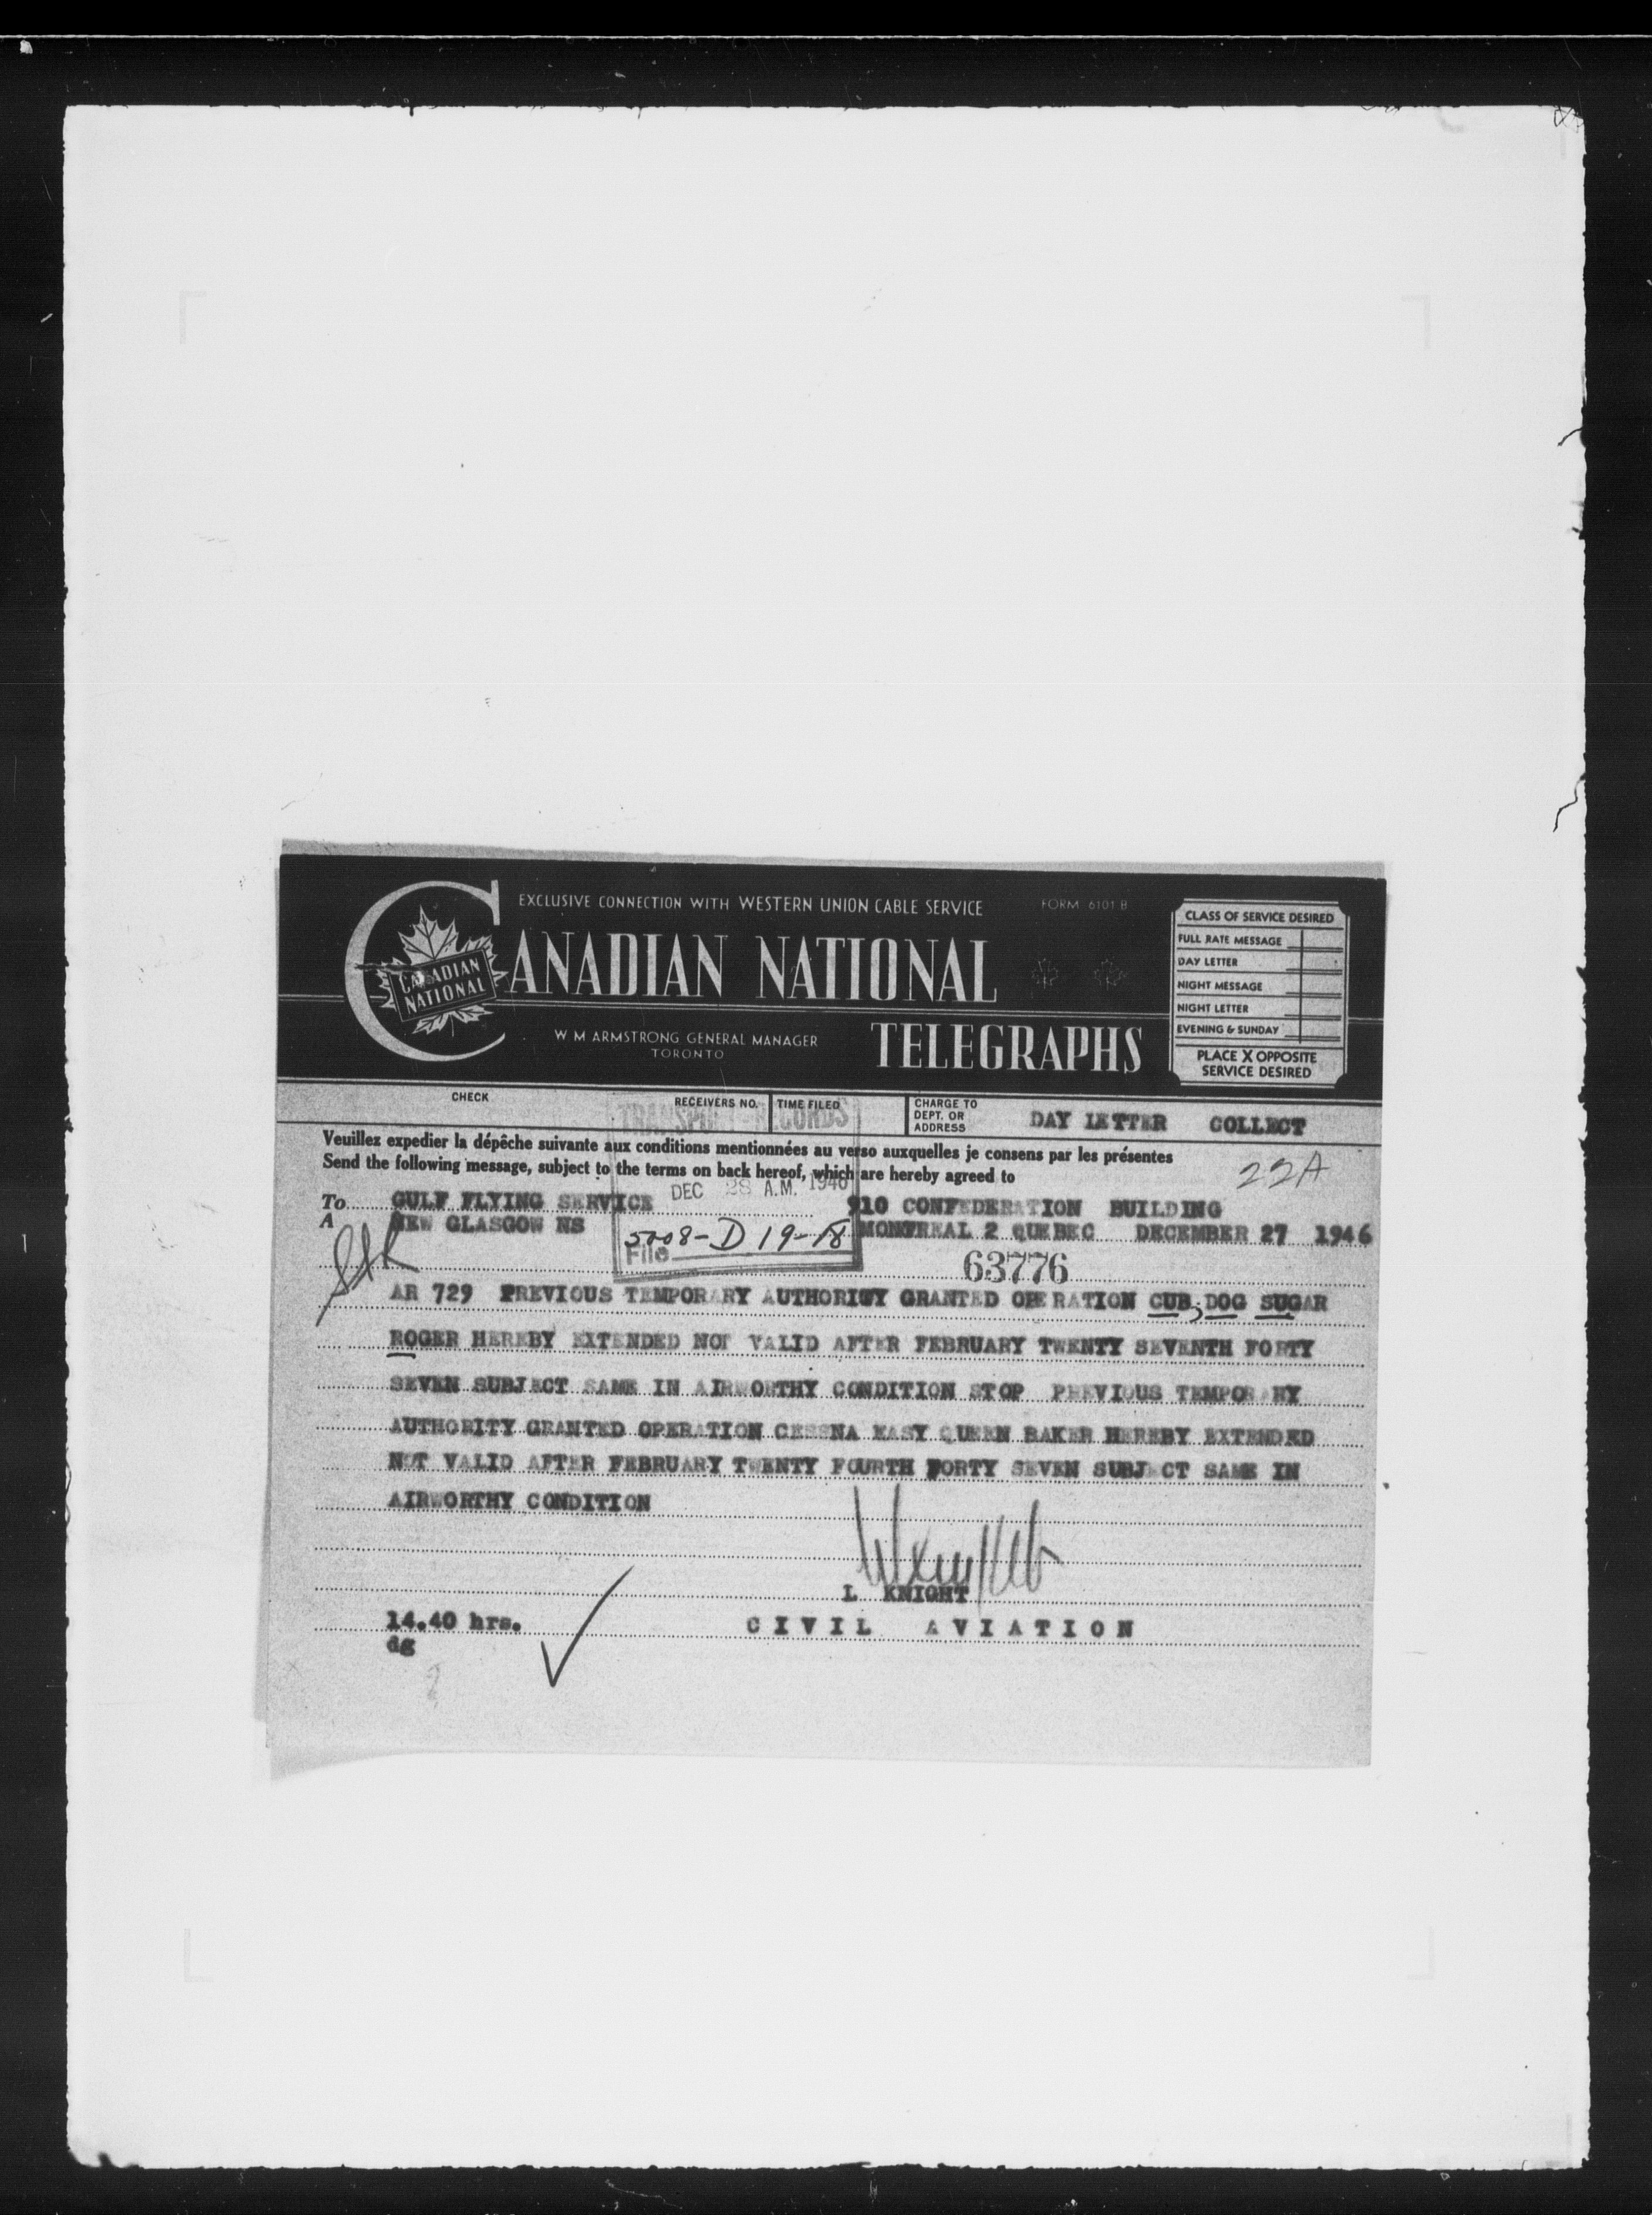 EXCLUSIVE CONNECTION WITH WESTERN UNION CABLE SERVICE
FORM 6101 B
CANADIAN NATIONAL
CANADIAN NATIONAL
TELEGRAPHS
W M ARMSTRONG GENERAL MANAGER
TORONTO
CLASS OF SERVICE DESIRED
FULL RATE MESSAGE
DAY LETTER
NIGHT MESSAGE
NIGHT LETTER
EVENING & SUNDAY
PLACE X OPPOSITE
SERVICE DESIRED
CHECK
RECEIVERS NO.
TIME FILED
CHARGE TO
DEPT. OR
ADDRESS
DAY LETTER COLLECT
Veuillez expedier la dépêche suivante aux conditions mentionnées au verso auxquelles je consens par les présentes
Send the following message, subject to the terms on back hereof, which are hereby agreed to
22A
DEC 28 A.M. 1946
To GULF FLYING SERVICE 910 CONFEDERATION BUILDING
A NEW GLASGOW NS MONTREAL 2 QUEBEC DECEMBER 27 1946
5008-D 19-18
File
63776
AR 729 PREVIOUS TEMPORARY AUTHORITY GRANTED OPERATION CUB, DOG SUGAR
ROGER HEREBY EXTENDED NOT VALID AFTER FEBRUARY TWENTY SEVENTH FORTY
SEVEN SUBJECT SAME IN AIRWORTHY CONDITION STOP PREVIOUS TEMPORARY
AUTHORITY GRANTED OPERATION CESSNA EASY QUEEN BAKER HEREBY EXTENDED
NOT VALID AFTER FEBRUARY TWENTY FOURTH FORTY SEVEN SUBJECT SAME IN
AIRWORTHY CONDITION
L KNIGHT
14.40 hrs. CIVIL AVIATION
dg